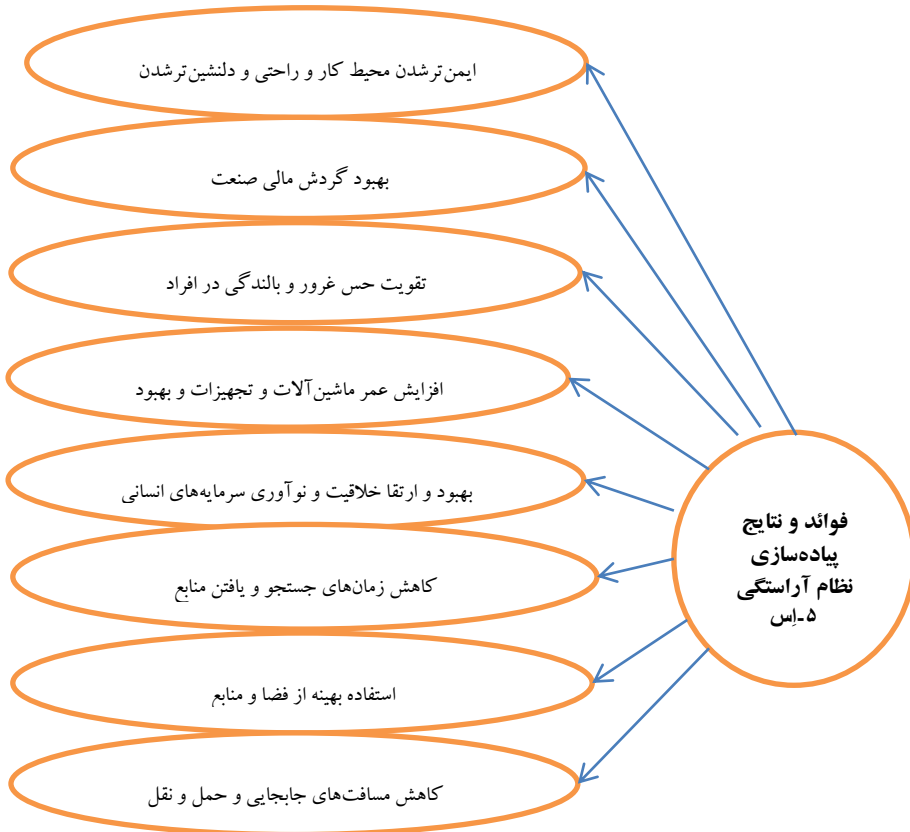 ایمن‌ترشدن محیط کار و راحتی و دلنشین‌ترشدن
بهبود گردش مالی صنعت
تقویت حس غرور و بالندگی در افراد
افزایش عمر ماشین‌آلات و تجهیزات و بهبود
بهبود و ارتقا خلاقیت و نوآوری سرمایه‌های انسانی
کاهش زمان‌های جستجو و یافتن منابع
استفاده بهینه از فضا و منابع
کاهش مسافت‌های جابجایی و حمل و نقل
فوائد و نتایج
پیاده‌سازی
نظام آراستگی
۵-اِس